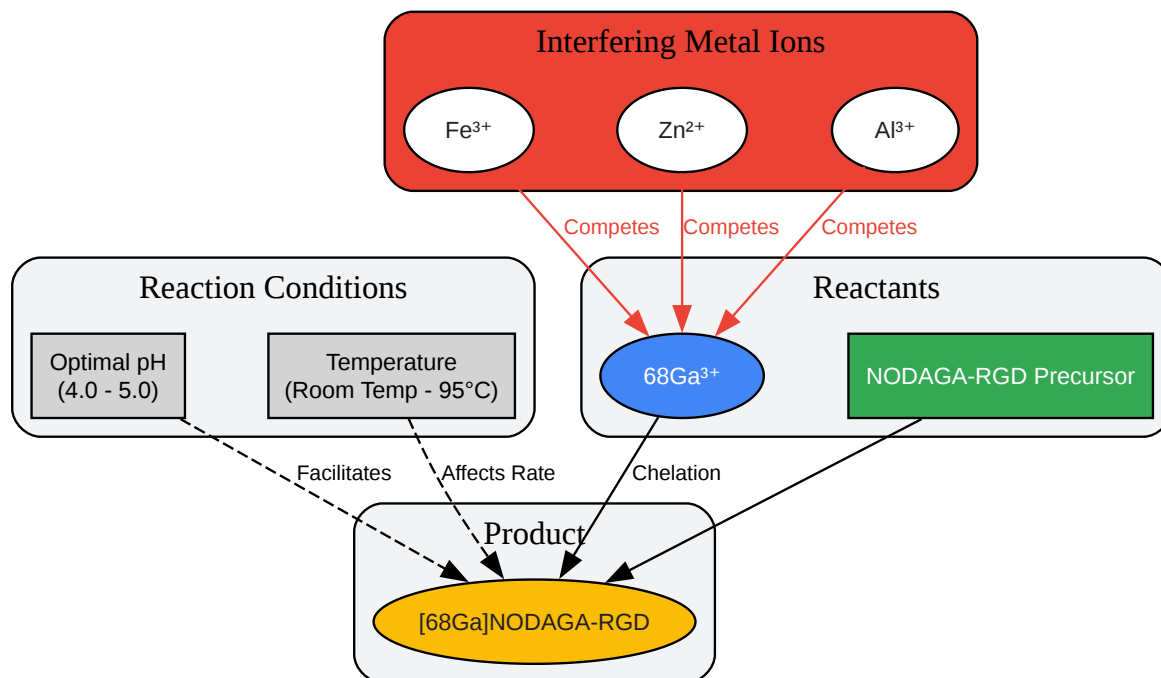 Interfering Metal Ions
Fe³⁺
Zn²⁺
Al³⁺
Competes
Competes
Competes
Reaction Conditions
Optimal pH
(4.0 - 5.0)
Temperature
(Room Temp - 95°C)
Reactants
68Ga³⁺
NODAGA-RGD Precursor
Facilitates
Affects Rate
Chelation
Product
[68Ga]NODAGA-RGD